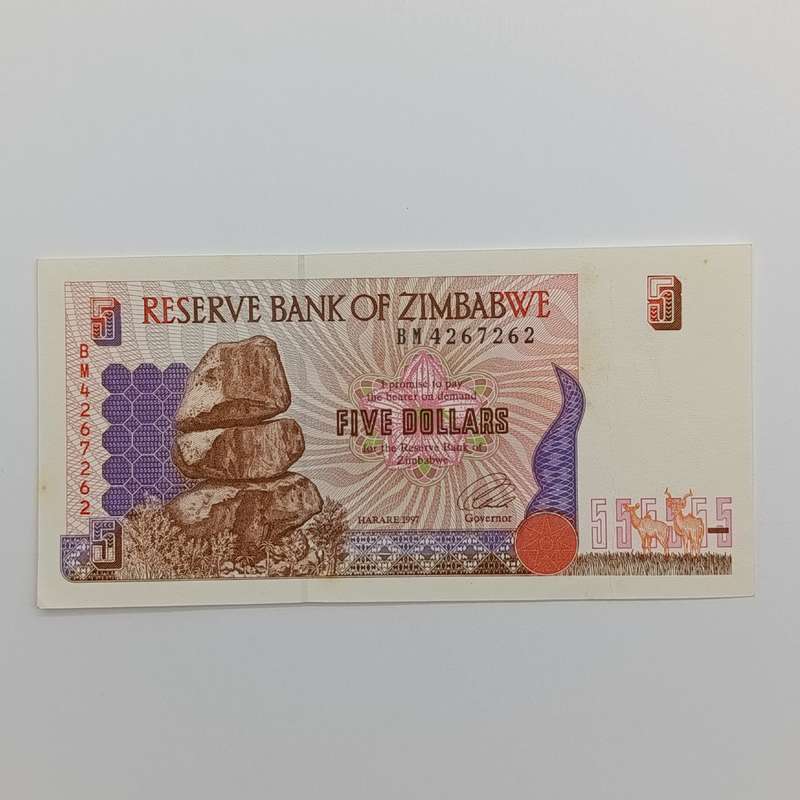 5
RESERVE BANK OF ZIMBABWE
5
BM4267262
BM4267262
I promise to pay
the bearer on demand
FIVE DOLLARS
for the Reserve Bank of
Zimbabwe
HARARE 1997
Governor
5
555555